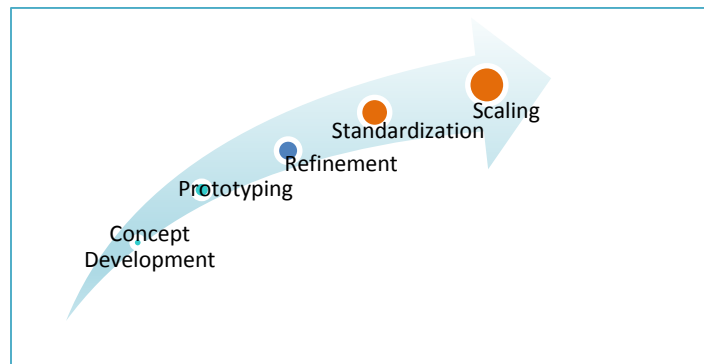 Scaling
Standardization
Refinement
Prototyping
Concept
Development